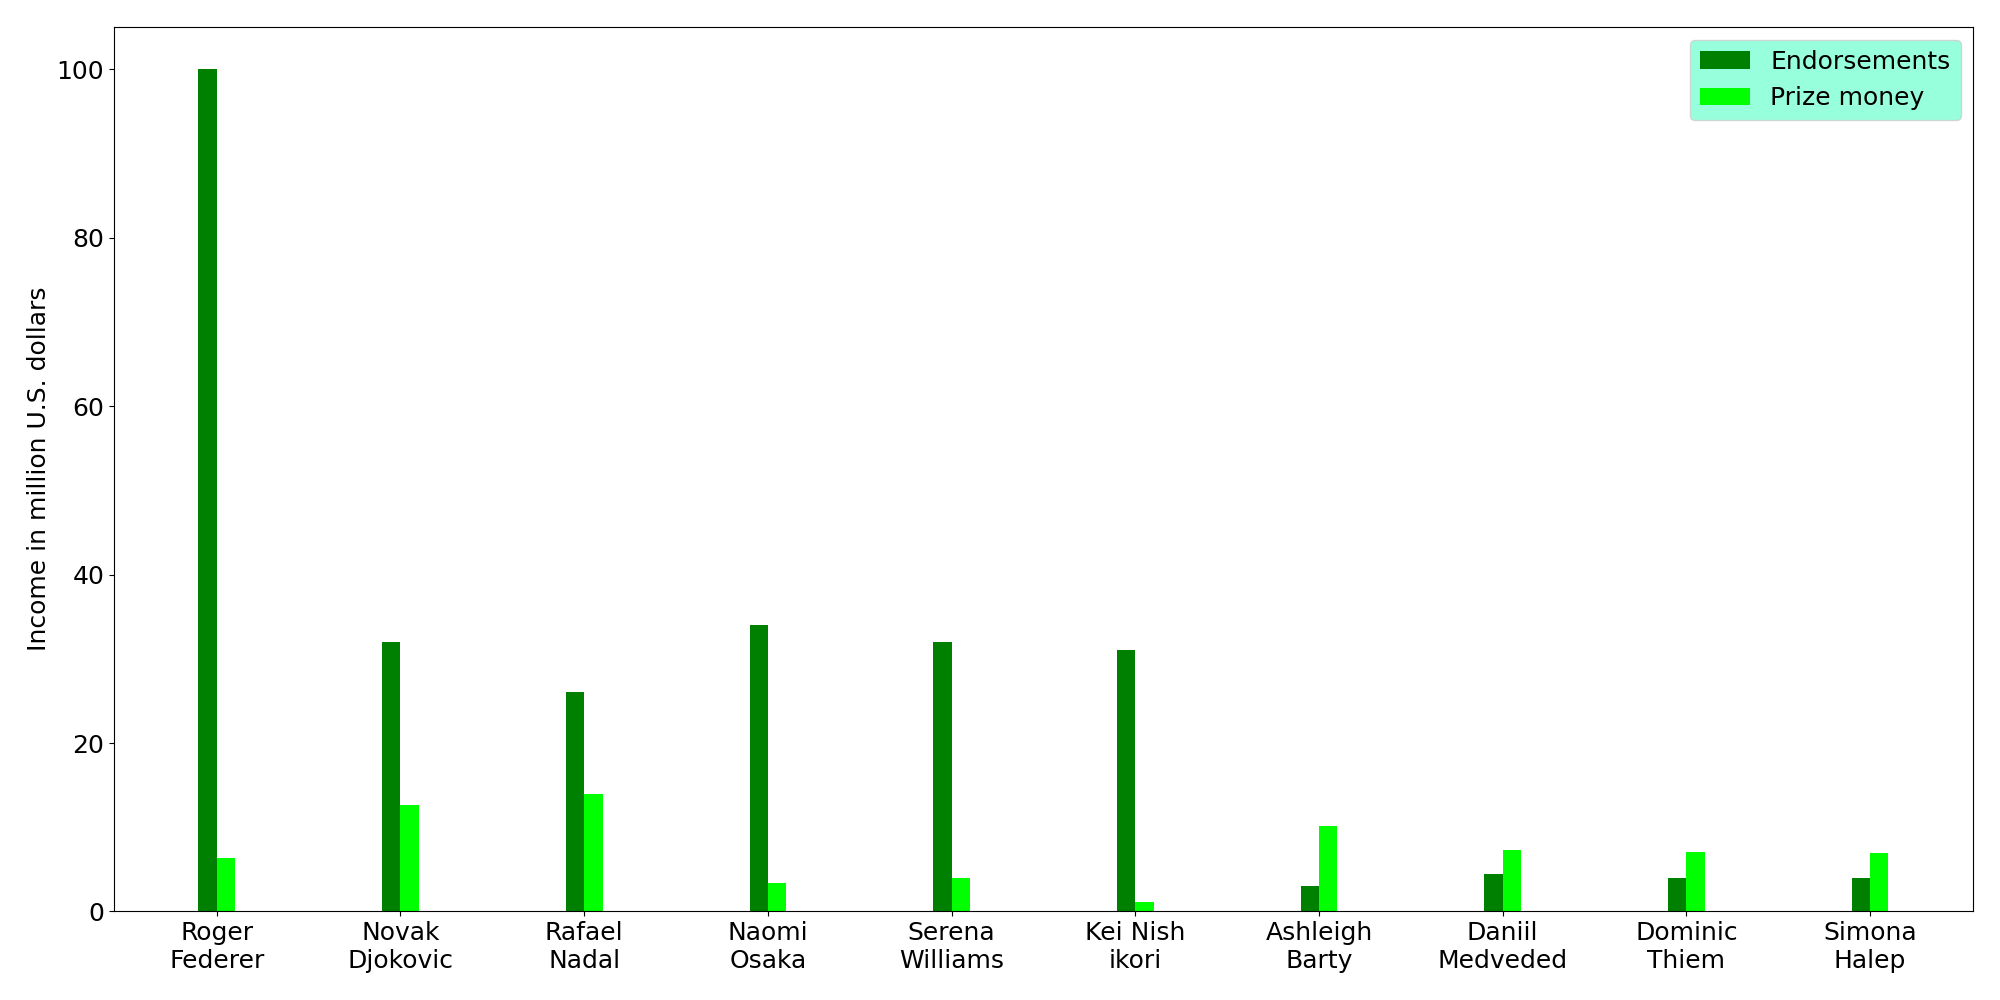 Endorsements
Prize money
Income in million U.S. dollars
100
80
60
40
20
0
Roger
Federer
Novak
Djokovic
Rafael
Nadal
Naomi
Osaka
Serena
Williams
Kei Nish
ikori
Ashleigh
Barty
Daniil
Medveded
Dominic
Thiem
Simona
Halep